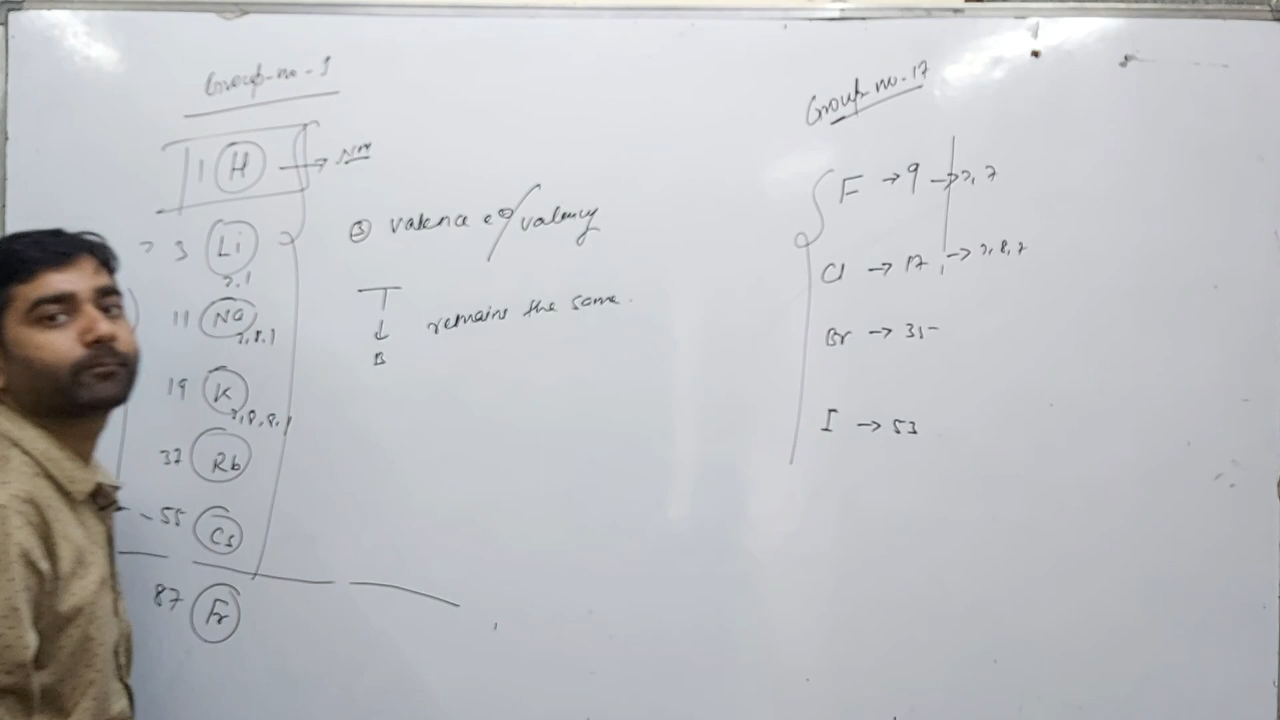 Group-no-1
1 H → NM
3 Li
2,1
11 Na
2,8,1
19 K
2,8,8,1
37 Rb
55 Cs
87 Fr
③ valence e⊖/valency
T
↓
B
remains the same.
Group no.17
F → 9 → 2,7
Cl → 17, → 2,8,7
Br → 35
I → 53